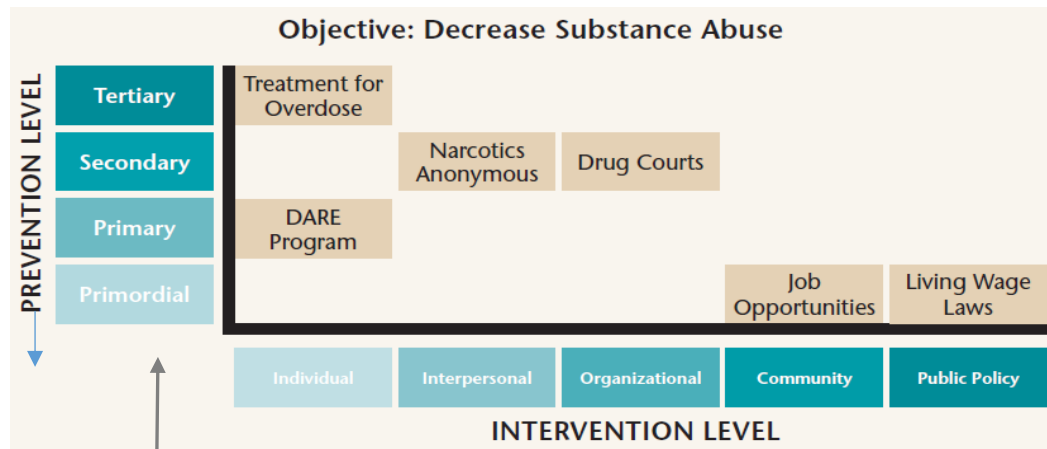 Objective: Decrease Substance Abuse
PREVENTION LEVEL
Tertiary
Treatment for
Overdose
Secondary
Narcotics
Anonymous
Drug Courts
Primary
DARE
Program
Primordial
Job
Opportunities
Living Wage
Laws
Individual
Interpersonal
Organizational
Community
Public Policy
INTERVENTION LEVEL